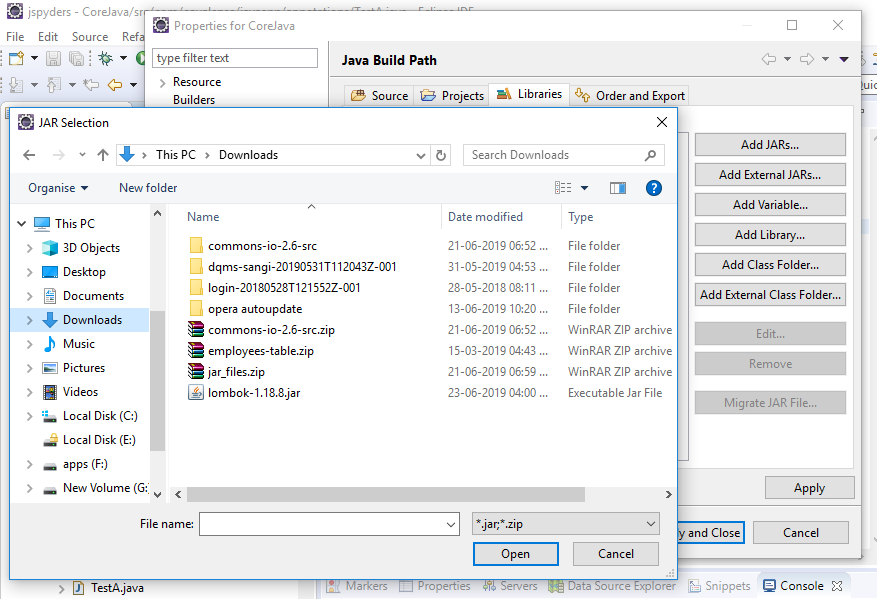 jspyders - CoreJava/src/
File Edit Source Refa
Properties for CoreJava
type filter text
Resource
Builders
Java Build Path
Source Projects Libraries Order and Export
JAR Selection
This PC Downloads
Search Downloads
Organise New folder
Name Date modified Type
This PC
3D Objects
Desktop
Documents
Downloads
Music
Pictures
Videos
Local Disk (C:)
Local Disk (E:)
apps (F:)
New Volume (G:
commons-io-2.6-src 21-06-2019 06:52 ... File folder
dqms-sangi-20190531T112043Z-001 31-05-2019 04:53 ... File folder
login-20180528T121552Z-001 28-05-2018 08:11 ... File folder
opera autoupdate 13-06-2019 10:20 ... File folder
commons-io-2.6-src.zip 21-06-2019 06:52 ... WinRAR ZIP archive
employees-table.zip 15-03-2019 04:43 ... WinRAR ZIP archive
jar_files.zip 21-06-2019 06:59 ... WinRAR ZIP archive
lombok-1.18.8.jar 23-06-2019 04:00 ... Executable Jar File
File name: *.jar;*.zip
Open Cancel
Add JARs...
Add External JARs...
Add Variable...
Add Library...
Add Class Folder...
Add External Class Folder...
Edit...
Remove
Migrate JAR File...
Apply
y and Close Cancel
TestA.java
Markers Properties Servers Data Source Explorer Snippets Console